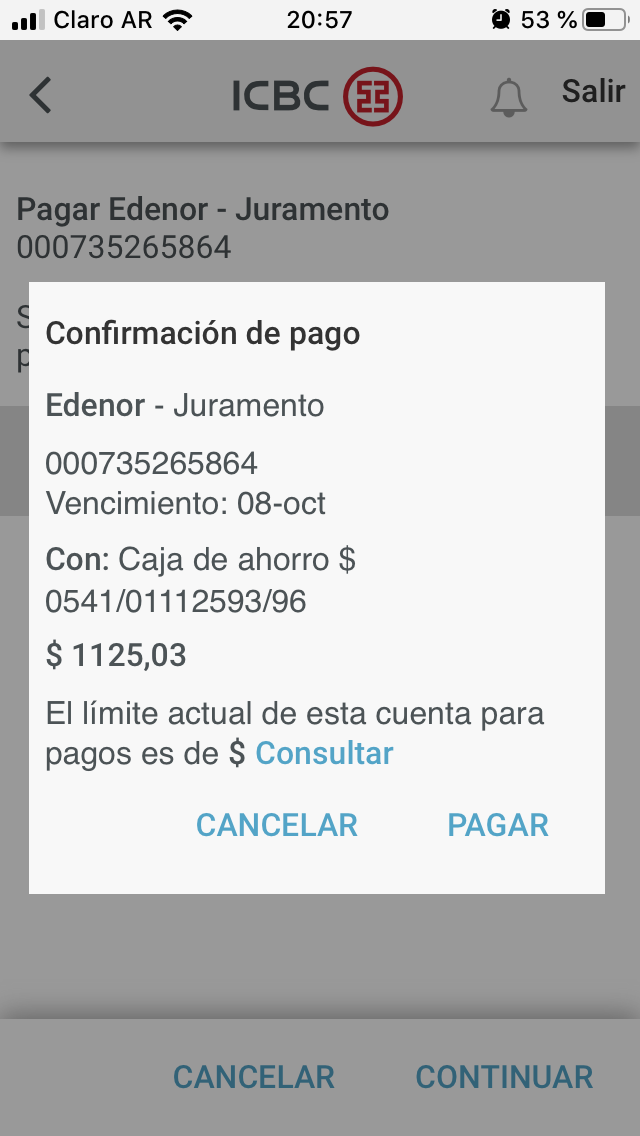 Claro AR 20:57 53 %
ICBC Salir
Pagar Edenor - Juramento
000735265864
S
p
Confirmación de pago
Edenor - Juramento
000735265864
Vencimiento: 08-oct
Con: Caja de ahorro $
0541/01112593/96
$ 1125,03
El límite actual de esta cuenta para
pagos es de $ Consultar
CANCELAR PAGAR
CANCELAR CONTINUAR